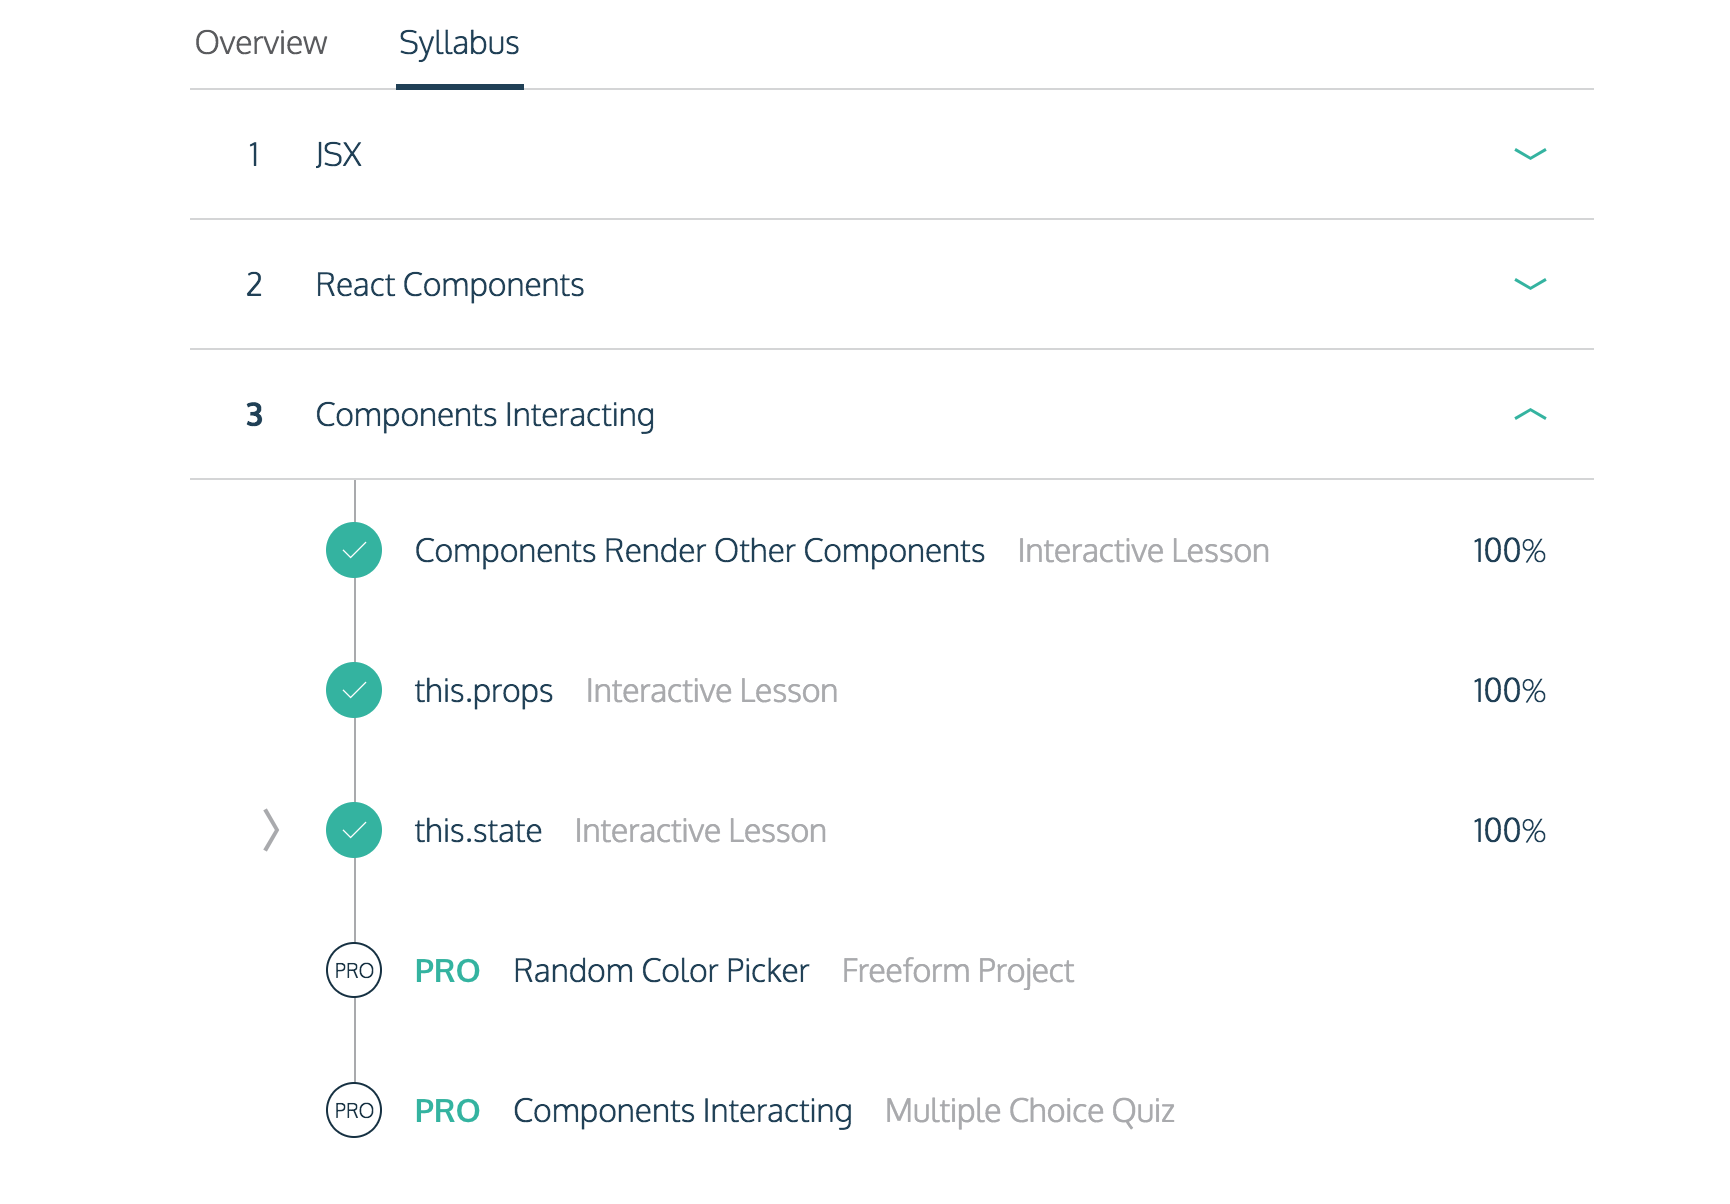 Overview Syllabus
1 JSX
2 React Components
3 Components Interacting
Components Render Other Components Interactive Lesson 100%
this.props Interactive Lesson 100%
this.state Interactive Lesson 100%
PRO PRO Random Color Picker Freeform Project
PRO PRO Components Interacting Multiple Choice Quiz